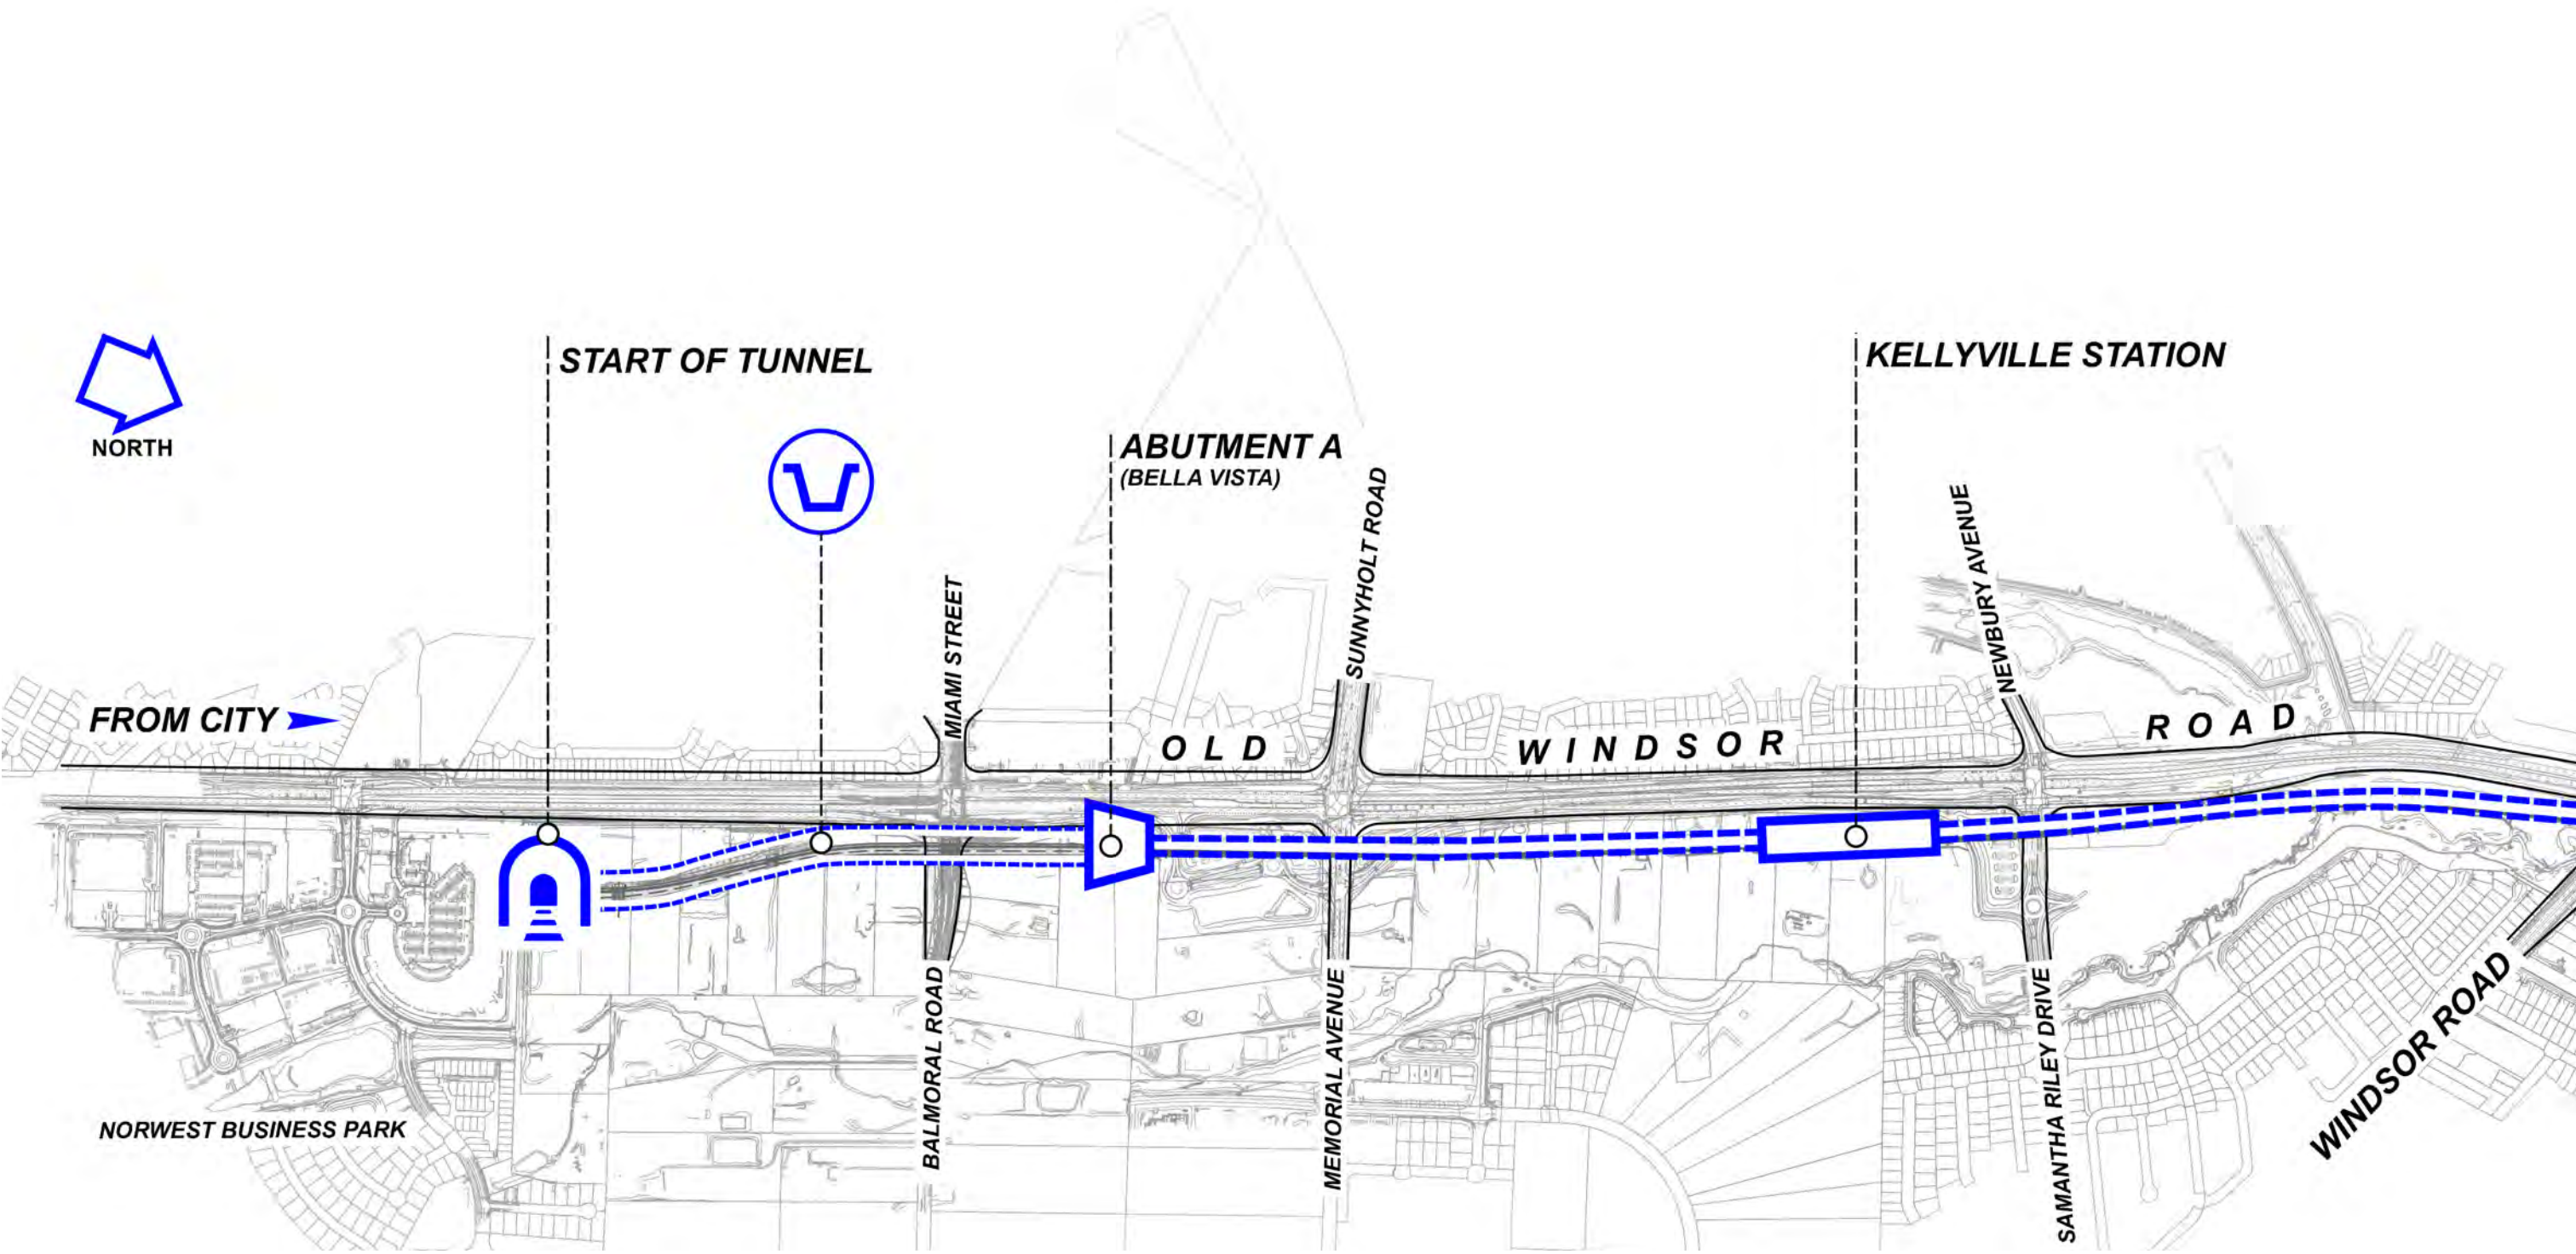 START OF TUNNEL
KELLYVILLE STATION
ABUTMENT A
(BELLA VISTA)
NORTH
SUNNYHOLT ROAD
NEWBURY AVENUE
MIAMI STREET
FROM CITY
OLD WINDSOR ROAD
BALMORAL ROAD
MEMORIAL AVENUE
SAMANTHA RILEY DRIVE
WINDSOR ROAD
NORWEST BUSINESS PARK